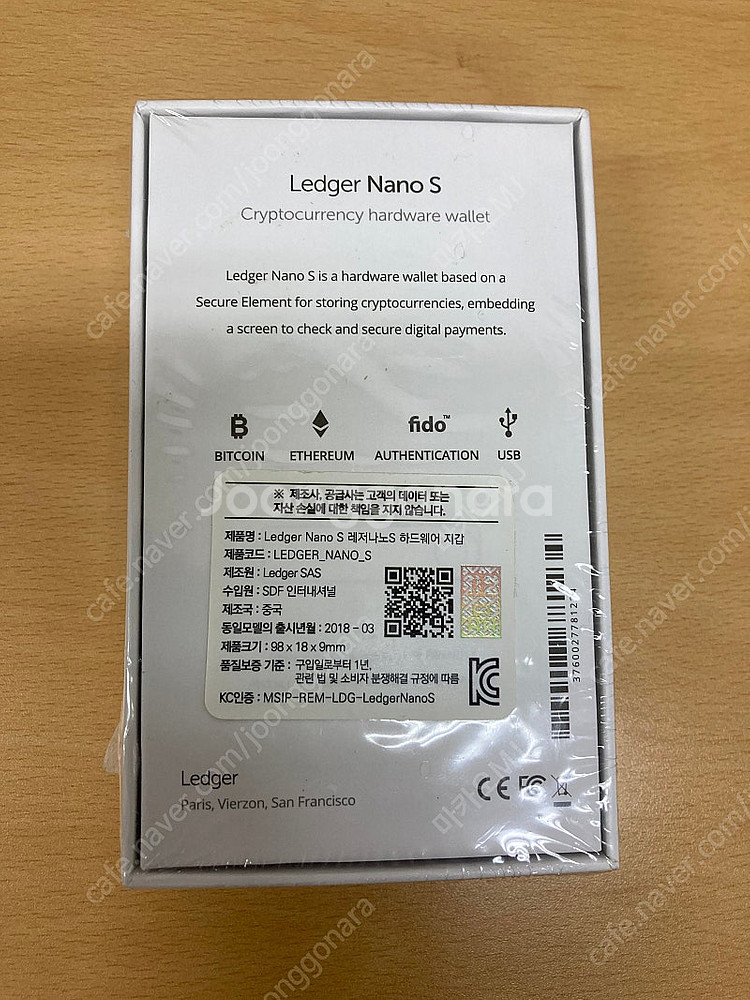 Ledger Nano S
Cryptocurrency hardware wallet
Ledger Nano S is a hardware wallet based on a
Secure Element for storing cryptocurrencies, embedding
a screen to check and secure digital payments.
BITCOIN
ETHEREUM
fido™
AUTHENTICATION
USB
Joonggonara
※ 제조사, 공급사는 고객의 데이터 또는
자산 손실에 대한 책임을 지지 않습니다.
제품명 : Ledger Nano S 레저나노S 하드웨어 지갑
제품코드 : LEDGER_NANO_S
제조원 : Ledger SAS
수입원 : SDF 인터내셔널
제조국 : 중국
동일모델의 출시년월 : 2018 - 03
제품크기 : 98 x 18 x 9mm
품질보증 기준 : 구입일로부터 1년,
관련 법 및 소비자 분쟁해결 규정에 따름
KC인증 : MSIP-REM-LDG-LedgerNanoS
Ledger
Paris, Vierzon, San Francisco
CE FC
cafe.naver.com/joonggonara